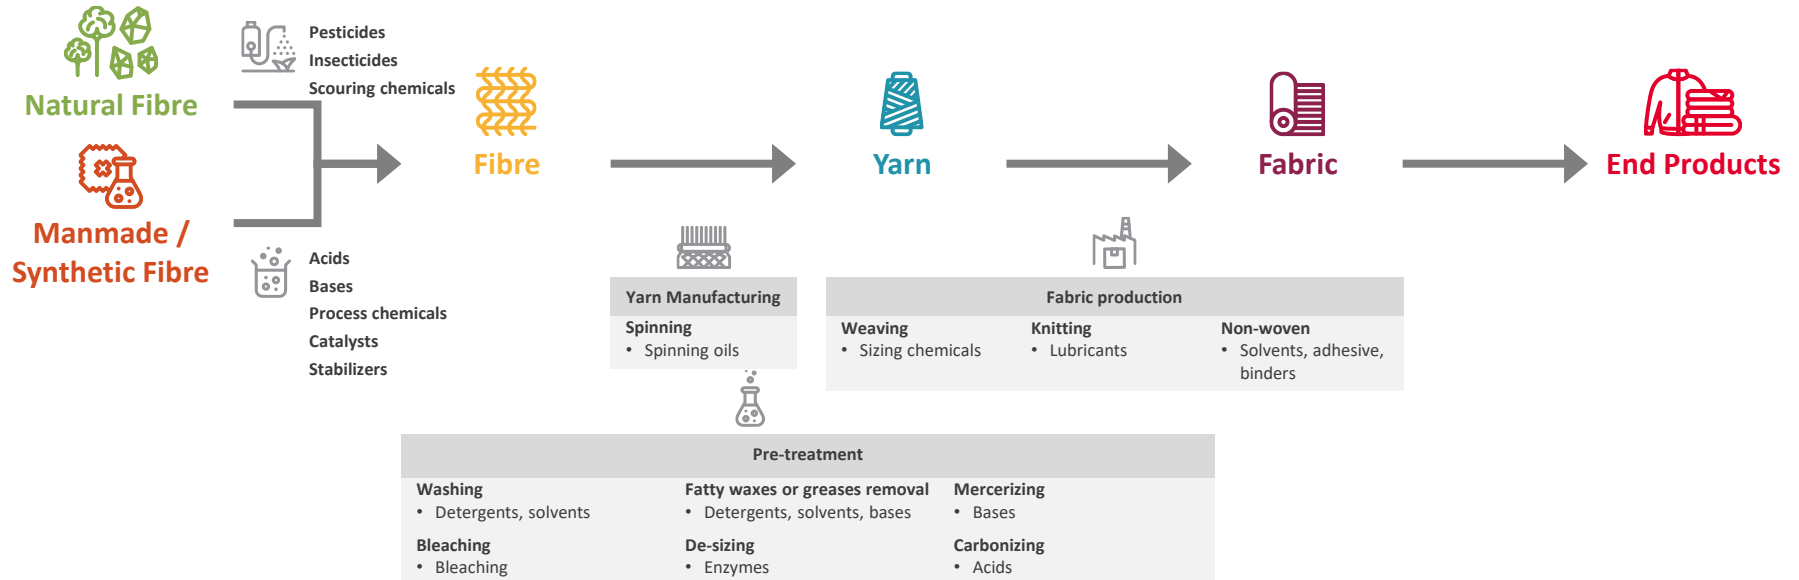 Natural Fibre
Pesticides
Insecticides
Scouring chemicals
Manmade /
Synthetic Fibre
Acids
Bases
Process chemicals
Catalysts
Stabilizers
Fibre
Yarn
Fabric
End Products
Yarn Manufacturing
Spinning
• Spinning oils
Fabric production
Weaving
• Sizing chemicals
Knitting
• Lubricants
Non-woven
• Solvents, adhesive,
binders
Pre-treatment
Washing
• Detergents, solvents
Fatty waxes or greases removal
• Detergents, solvents, bases
Mercerizing
• Bases
Bleaching
• Bleaching
De-sizing
• Enzymes
Carbonizing
• Acids